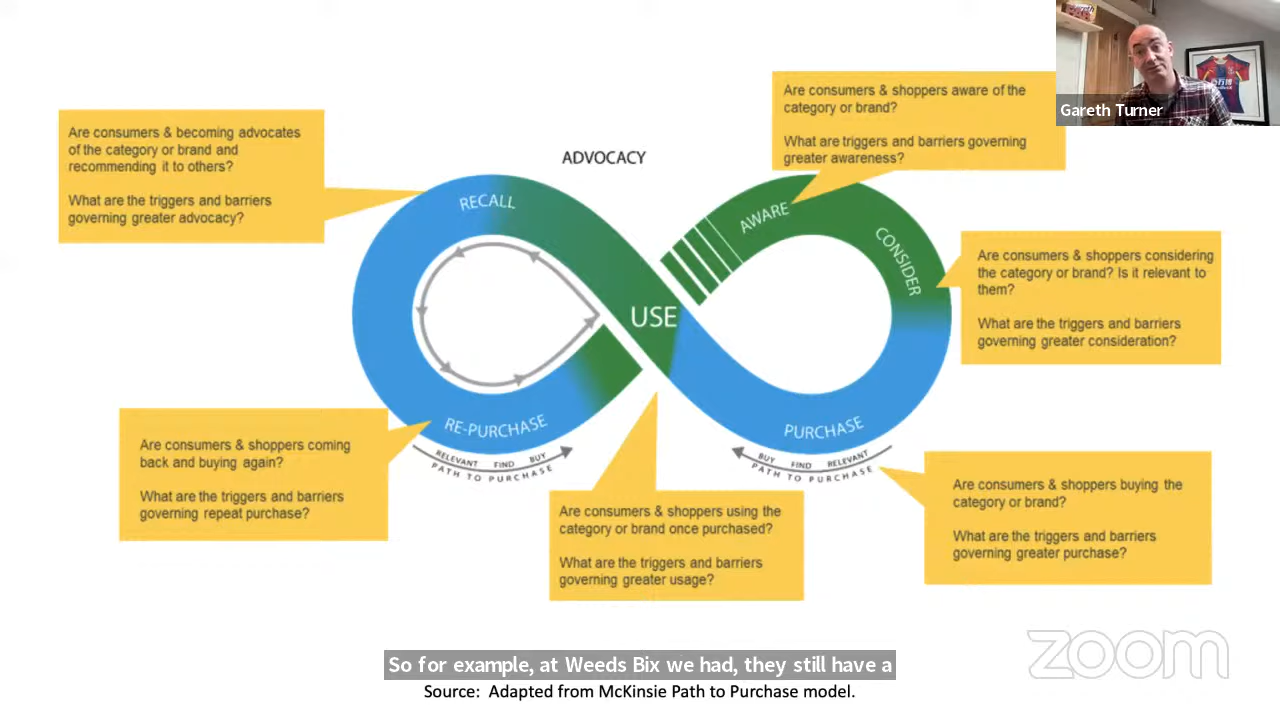 Are consumers & shoppers aware of the
category or brand?
What are triggers and barriers governing
greater awareness?
Gareth Turner
Are consumers & becoming advocates
of the category or brand and
recommending it to others?
What are the triggers and barriers
governing greater advocacy?
ADVOCACY
RECALL
AWARE
CONSIDER
USE
Are consumers & shoppers considering
the category or brand? Is it relevant to
them?
What are the triggers and barriers
governing greater consideration?
RE-PURCHASE
PURCHASE
RELEVANT FIND BUY
PATH TO PURCHASE
BUY FIND RELEVANT
PATH TO PURCHASE
Are consumers & shoppers coming
back and buying again?
What are the triggers and barriers
governing repeat purchase?
Are consumers & shoppers using the
category or brand once purchased?
What are the triggers and barriers
governing greater usage?
Are consumers & shoppers buying the
category or brand?
What are the triggers and barriers
governing greater purchase?
So for example, at Weeds Bix we had, they still have a
Source: Adapted from McKinsie Path to Purchase model.
zoom